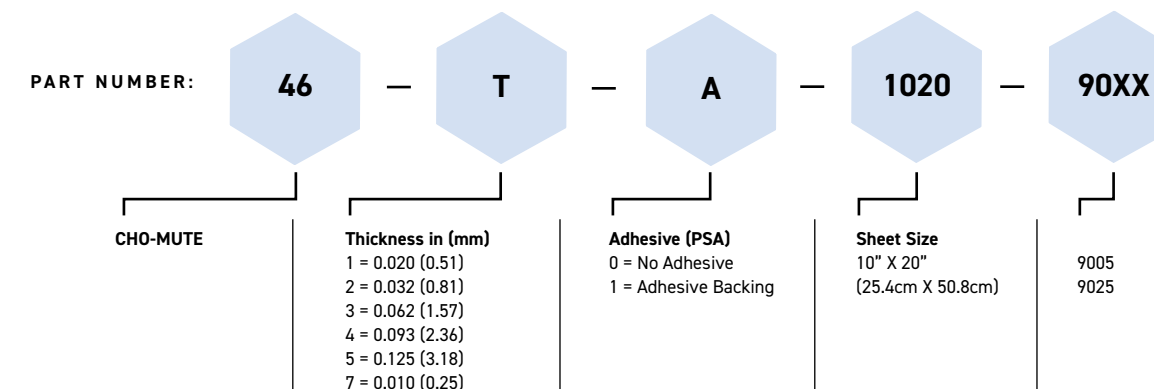 PART NUMBER: 46 — T — A — 1020 — 90XX
CHO-MUTE
Thickness in (mm)
1 = 0.020 (0.51)
2 = 0.032 (0.81)
3 = 0.062 (1.57)
4 = 0.093 (2.36)
5 = 0.125 (3.18)
7 = 0.010 (0.25)
Adhesive (PSA)
0 = No Adhesive
1 = Adhesive Backing
Sheet Size
10” X 20”
(25.4cm X 50.8cm)
9005
9025